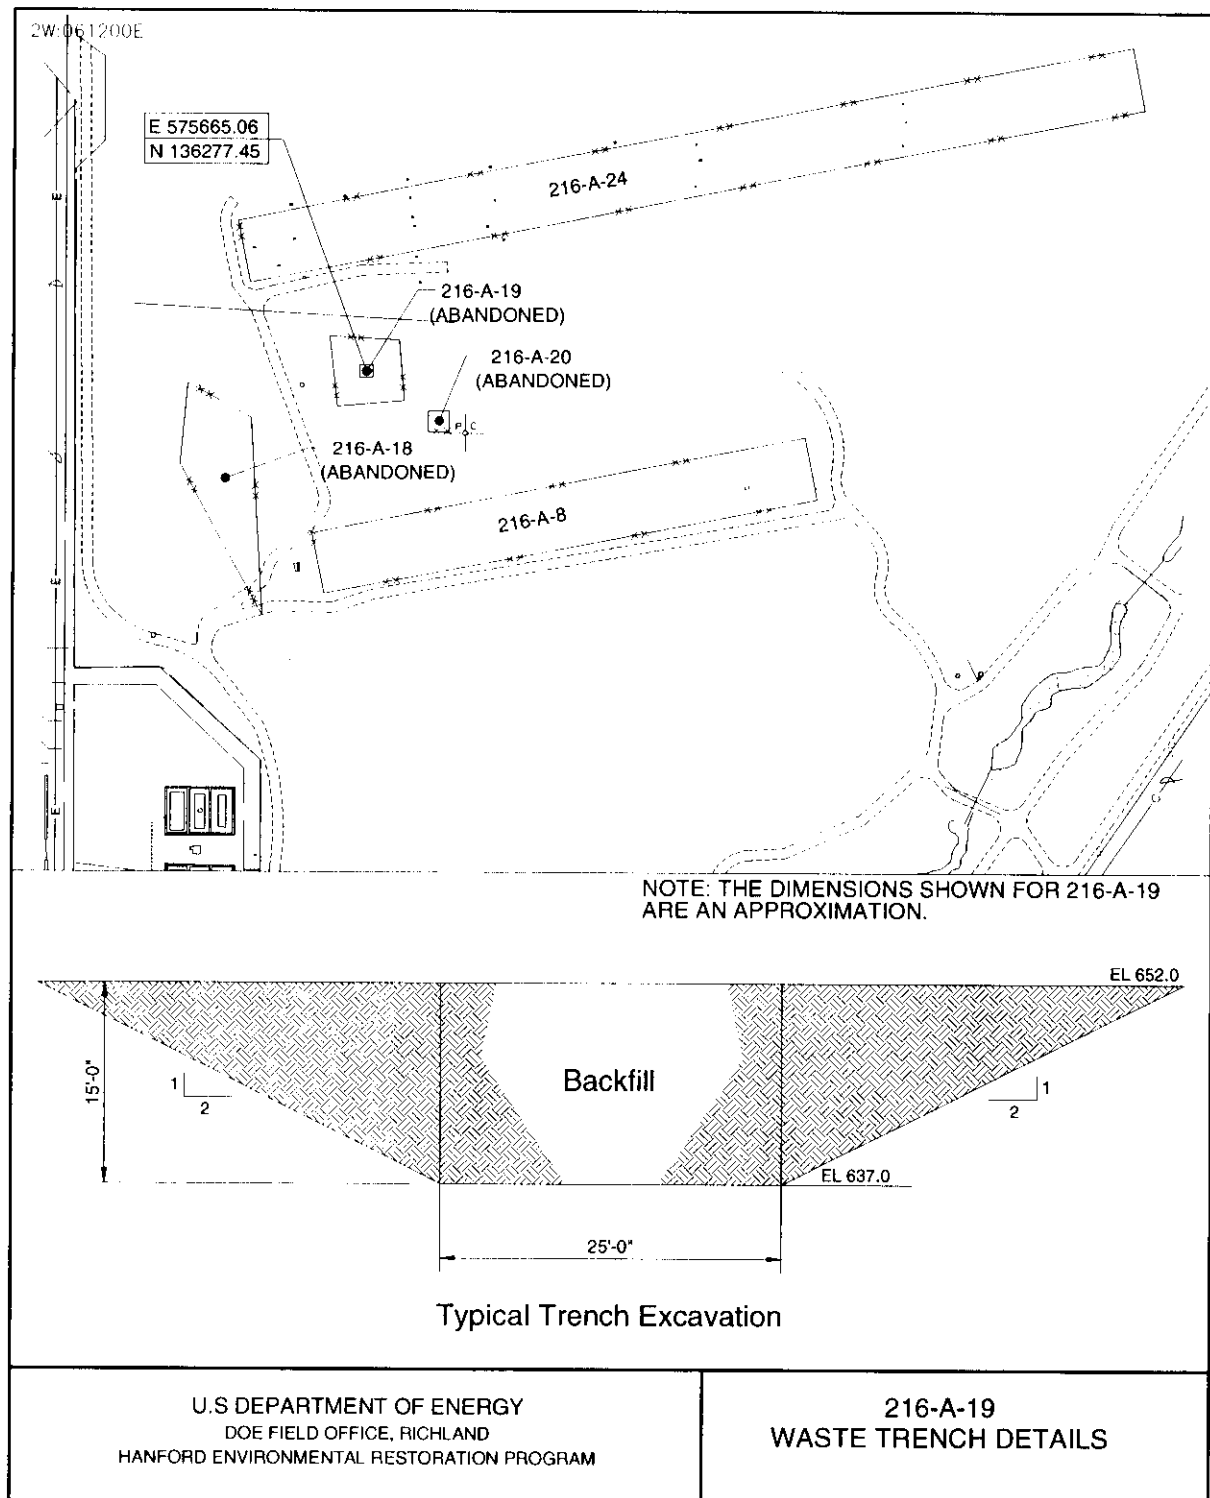 2W:061200E
E 575665.06
N 136277.45
216-A-24
216-A-19
(ABANDONED)
216-A-20
(ABANDONED)
P C
216-A-18
(ABANDONED)
216-A-8
E
D
E
E
C
NOTE: THE DIMENSIONS SHOWN FOR 216-A-19
ARE AN APPROXIMATION.
EL 652.0
15'-0"
1
2
Backfill
1
2
EL 637.0
25'-0"
Typical Trench Excavation
U.S DEPARTMENT OF ENERGY
DOE FIELD OFFICE, RICHLAND
HANFORD ENVIRONMENTAL RESTORATION PROGRAM
216-A-19
WASTE TRENCH DETAILS